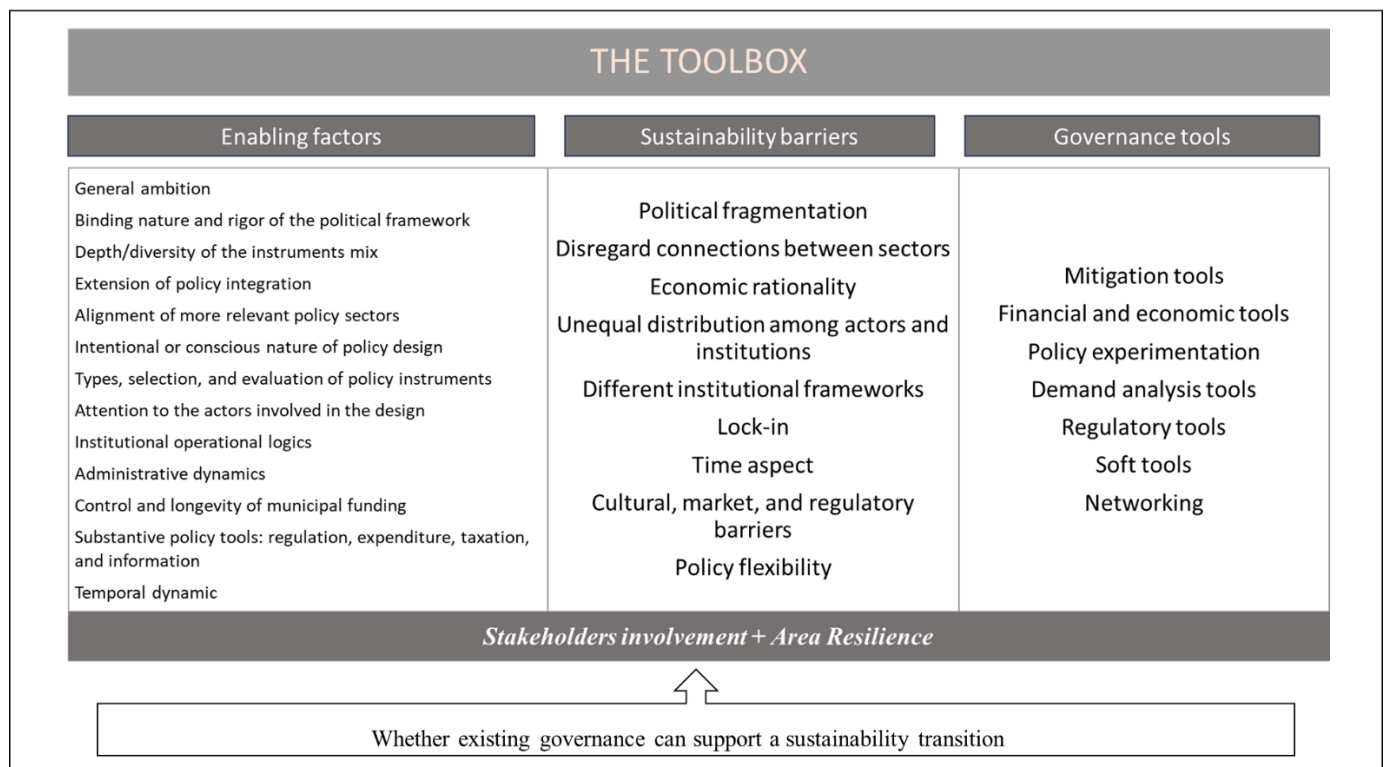 THE TOOLBOX
Enabling factors
Sustainability barriers
Governance tools
General ambition
Binding nature and rigor of the political framework
Depth/diversity of the instruments mix
Extension of policy integration
Alignment of more relevant policy sectors
Intentional or conscious nature of policy design
Types, selection, and evaluation of policy instruments
Attention to the actors involved in the design
Institutional operational logics
Administrative dynamics
Control and longevity of municipal funding
Substantive policy tools: regulation, expenditure, taxation,
and information
Temporal dynamic
Political fragmentation
Disregard connections between sectors
Economic rationality
Unequal distribution among actors and
institutions
Different institutional frameworks
Lock-in
Time aspect
Cultural, market, and regulatory
barriers
Policy flexibility
Mitigation tools
Financial and economic tools
Policy experimentation
Demand analysis tools
Regulatory tools
Soft tools
Networking
Stakeholders involvement + Area Resilience
Whether existing governance can support a sustainability transition